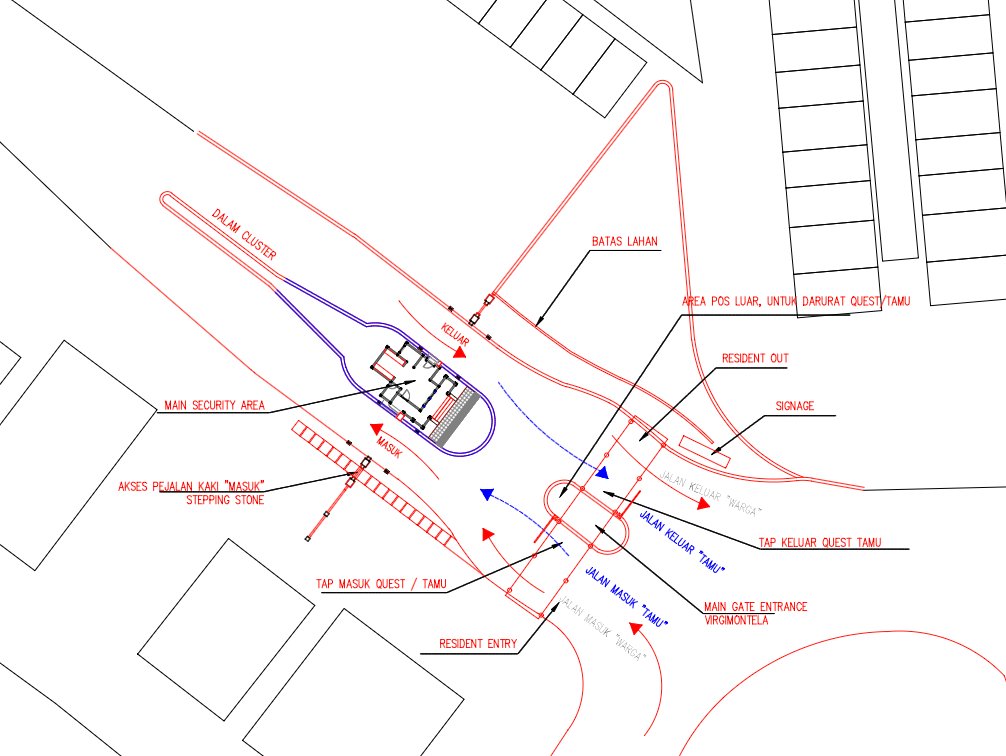 DALAM CLUSTER
BATAS LAHAN
AREA POS LUAR, UNTUK DARURAT QUEST/TAMU
KELUAR
RESIDENT OUT
MAIN SECURITY AREA
SIGNAGE
MASUK
AKSES PEJALAN KAKI "MASUK"
STEPPING STONE
JALAN KELUAR "WARGA"
JALAN KELUAR "TAMU"
TAP KELUAR QUEST TAMU
TAP MASUK QUEST / TAMU
JALAN MASUK "TAMU"
JALAN MASUK "WARGA"
MAIN GATE ENTRANCE
VIRGIMONTELA
RESIDENT ENTRY